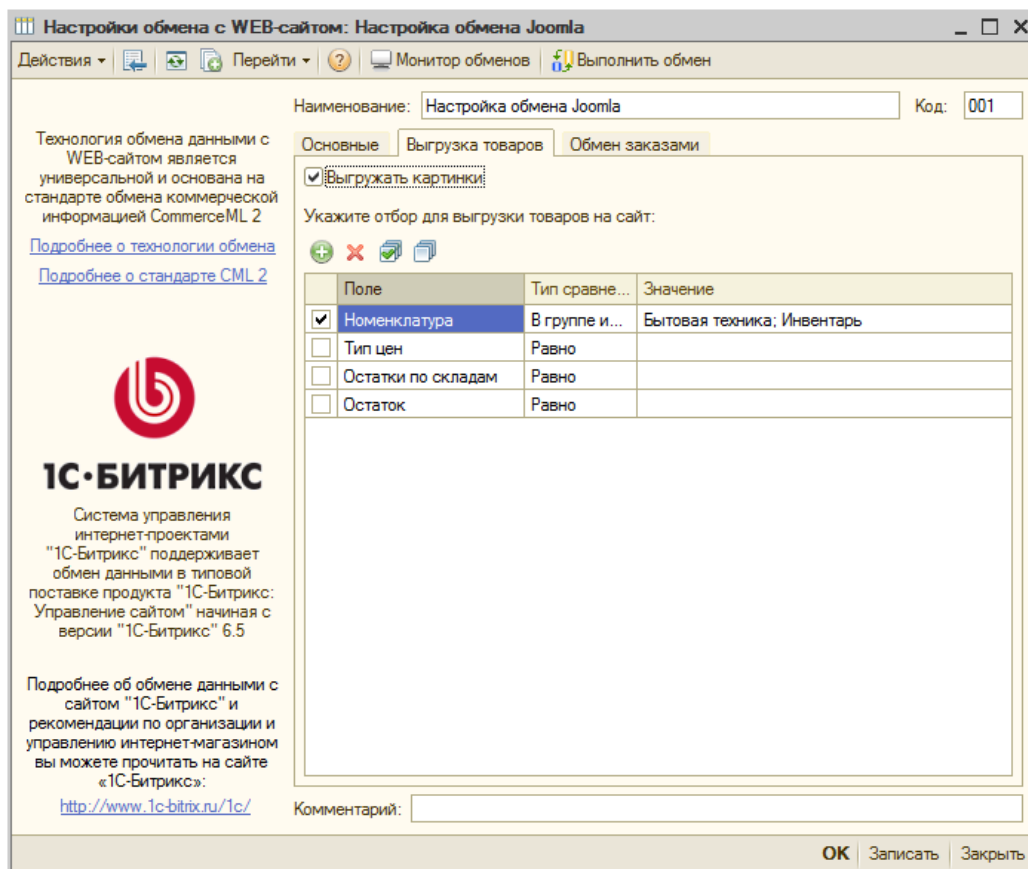 Настройки обмена с WEB-сайтом: Настройка обмена Joomla
Действия Перейти Монитор обменов Выполнить обмен
Наименование: Настройка обмена Joomla Код: 001
Технология обмена данными с
WEB-сайтом является
универсальной и основана на
стандарте обмена коммерческой
информацией CommerceML 2
Подробнее о технологии обмена
Подробнее о стандарте CML 2
1С·БИТРИКС
Система управления
интернет-проектами
"1С-Битрикс" поддерживает
обмен данными в типовой
поставке продукта "1С-Битрикс:
Управление сайтом" начиная с
версии "1С-Битрикс" 6.5
Подробнее об обмене данными с
сайтом "1С-Битрикс" и
рекомендации по организации и
управлению интернет-магазином
вы можете прочитать на сайте
«1С-Битрикс»:
http://www.1c-bitrix.ru/1c/
Основные Выгрузка товаров Обмен заказами
Выгружать картинки
Укажите отбор для выгрузки товаров на сайт:
Поле Тип сравне... Значение
Номенклатура В группе и... Бытовая техника; Инвентарь
Тип цен Равно
Остатки по складам Равно
Остаток Равно
Комментарий:
OK Записать Закрыть